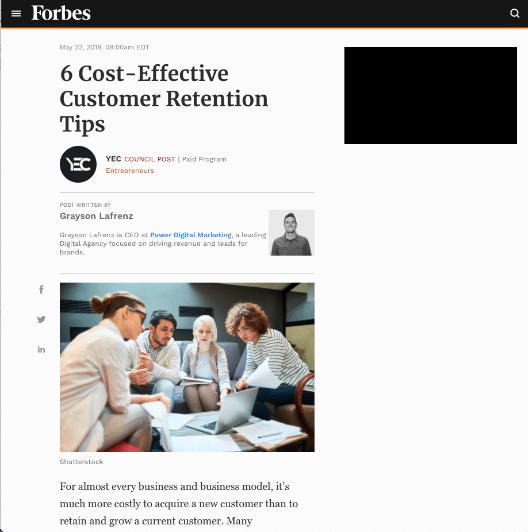 Forbes
May 22, 2019, 08:00am EDT
6 Cost-Effective
Customer Retention
Tips
YEC
YEC COUNCIL POST | Paid Program
Entrepreneurs
POST WRITTEN BY
Grayson Lafrenz
Grayson Lafrenz is CEO at Power Digital Marketing, a leading
Digital Agency focused on driving revenue and leads for
brands.
f
in
Shutterstock
For almost every business and business model, it's
much more costly to acquire a new customer than to
retain and grow a current customer. Many